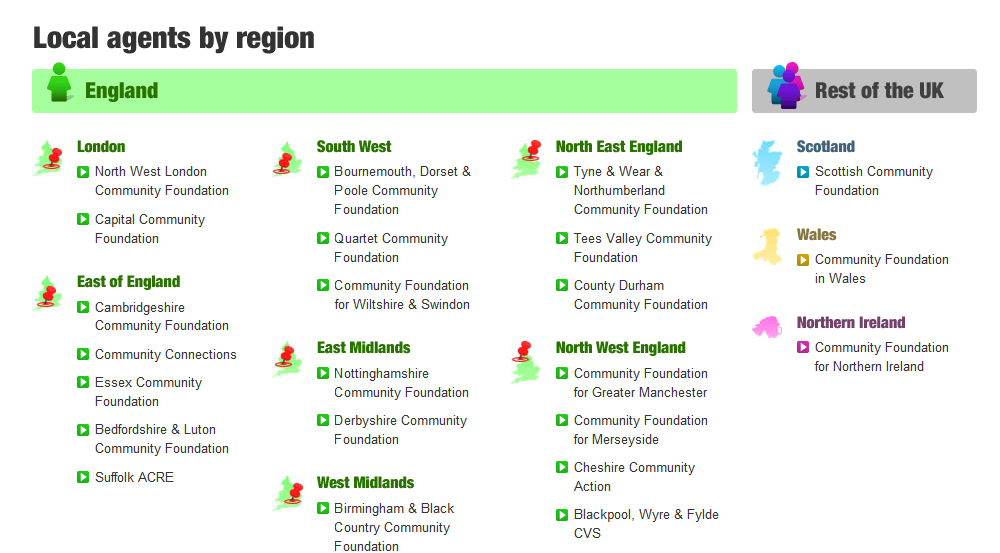 Local agents by region
England
London
North West London
Community Foundation
Capital Community
Foundation
East of England
Cambridgeshire
Community Foundation
Community Connections
Essex Community
Foundation
Bedfordshire & Luton
Community Foundation
Suffolk ACRE
South West
Bournemouth, Dorset &
Poole Community
Foundation
Quartet Community
Foundation
Community Foundation
for Wiltshire & Swindon
East Midlands
Nottinghamshire
Community Foundation
Derbyshire Community
Foundation
West Midlands
Birmingham & Black
Country Community
Foundation
North East England
Tyne & Wear &
Northumberland
Community Foundation
Tees Valley Community
Foundation
County Durham
Community Foundation
North West England
Community Foundation
for Greater Manchester
Community Foundation
for Merseyside
Cheshire Community
Action
Blackpool, Wyre & Fylde
CVS
Rest of the UK
Scotland
Scottish Community
Foundation
Wales
Community Foundation
in Wales
Northern Ireland
Community Foundation
for Northern Ireland